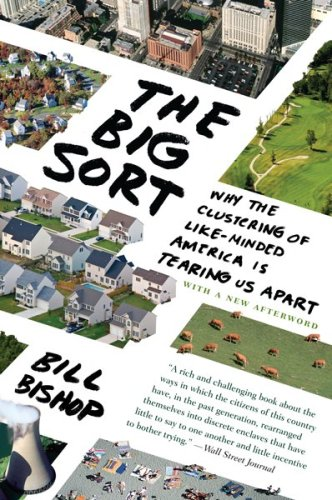 THE
BIG
SORT
WHY THE
CLUSTERING OF
LIKE-MINDED
AMERICA IS
TEARING US APART
WITH A NEW AFTERWORD
BILL
BISHOP
"A rich and challenging book about the
ways in which the citizens of this country
have, in the past generation, rearranged
themselves into discrete enclaves that have
little to say to one another and little incentive
to bother trying." — Wall Street Journal